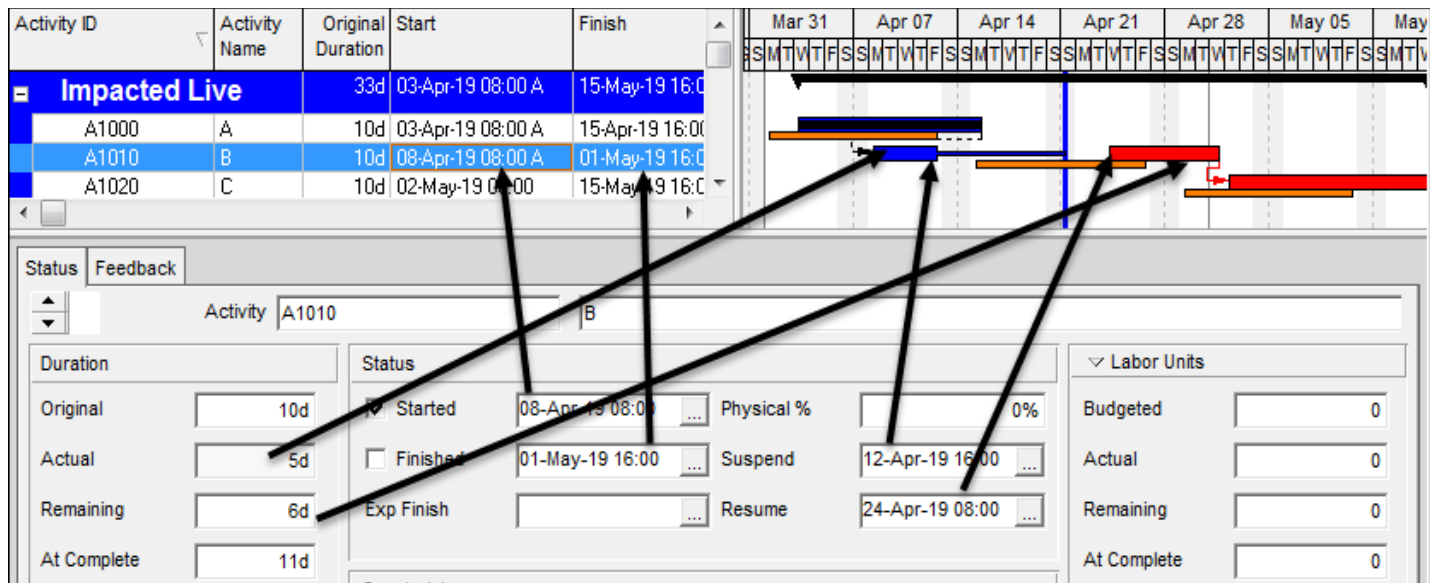 Activity ID Activity Original Start Finish Mar 31 Apr 07 Apr 14 Apr 21 Apr 28 May 05 May
Name Duration S S M T W T F S S M T W T F S S M T W T F S S M T W T F S S M T W T F S S M T W T F S S M T W
Impacted Live 33d 03-Apr-19 08:00 A 15-May-19 16:0
A1000 A 10d 03-Apr-19 08:00 A 15-Apr-19 16:00
A1010 B 10d 08-Apr-19 08:00 A 01-May-19 16:0
A1020 C 10d 02-May-19 08:00 15-May-19 16:0
Status Feedback
Activity A1010 B
Duration Status Labor Units
Original 10d Started 08-Apr-19 08:00 ... Physical % 0% Budgeted 0
Actual 5d Finished 01-May-19 16:00 ... Suspend 12-Apr-19 16:00 ... Actual 0
Remaining 6d Exp Finish ... Resume 24-Apr-19 08:00 ... Remaining 0
At Complete 11d At Complete 0